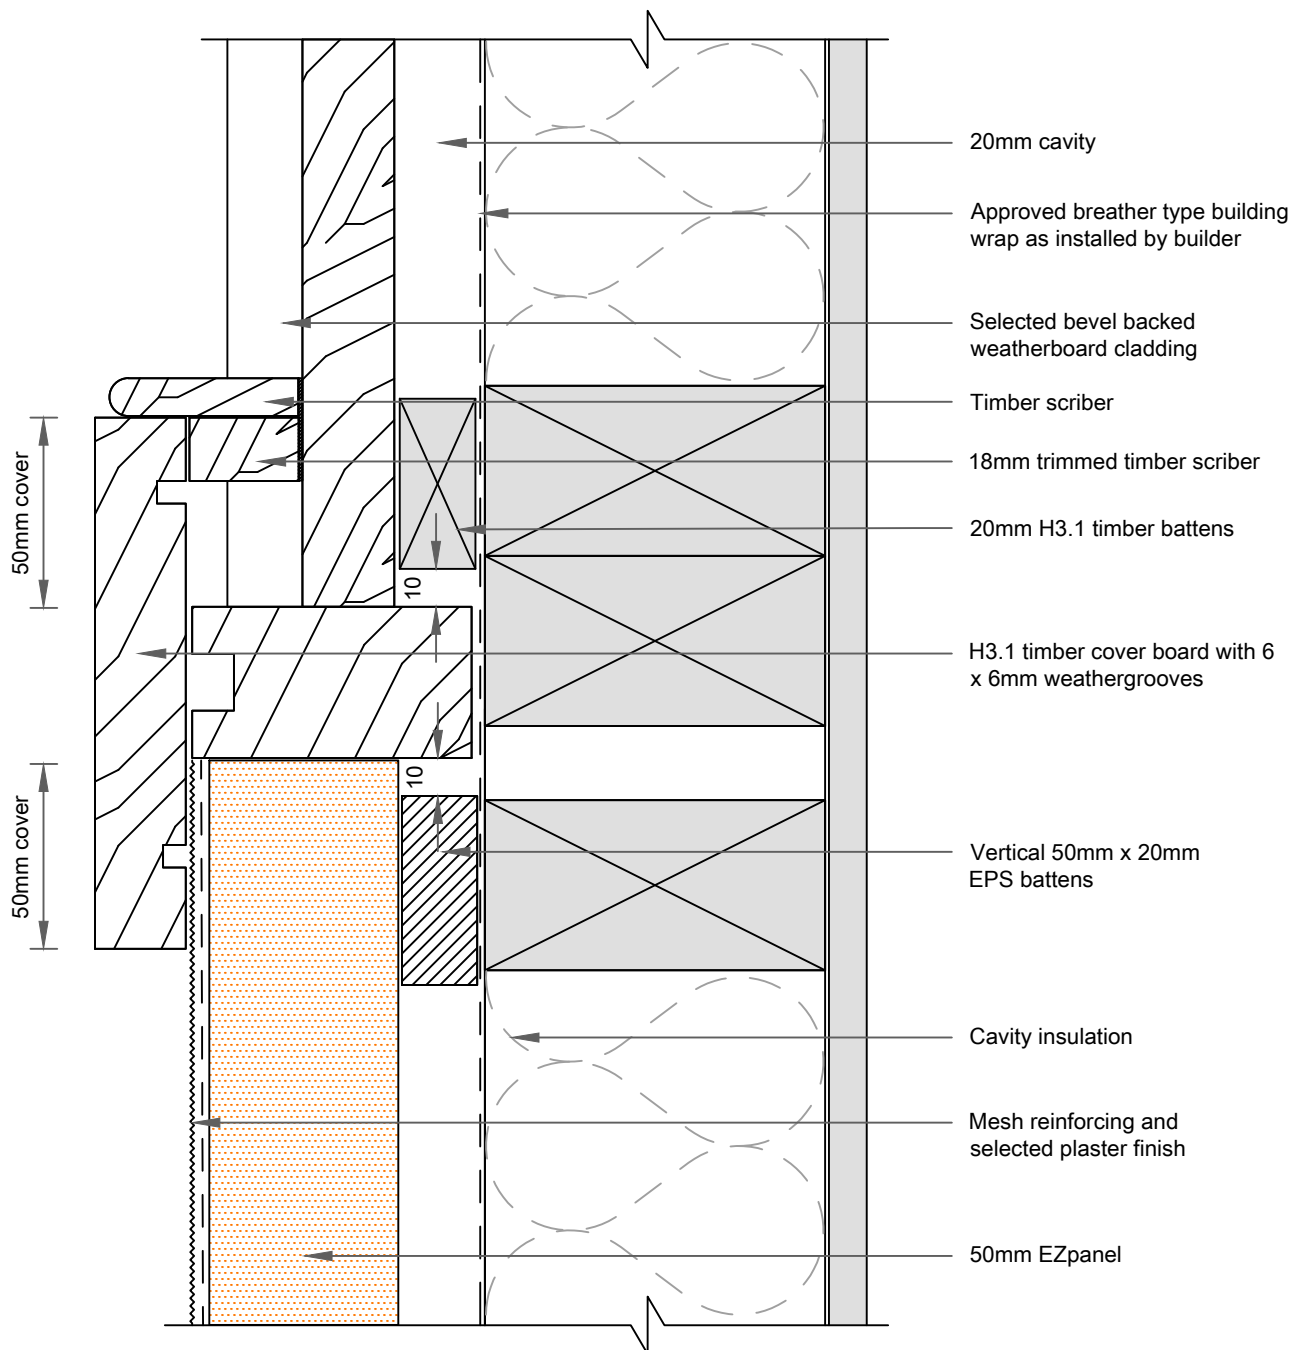 20mm cavity
Approved breather type building
wrap as installed by builder
Selected bevel backed
weatherboard cladding
Timber scriber
18mm trimmed timber scriber
20mm H3.1 timber battens
50mm cover
10
H3.1 timber cover board with 6
x 6mm weathergrooves
10
50mm cover
Vertical 50mm x 20mm
EPS battens
Cavity insulation
Mesh reinforcing and
selected plaster finish
50mm EZpanel